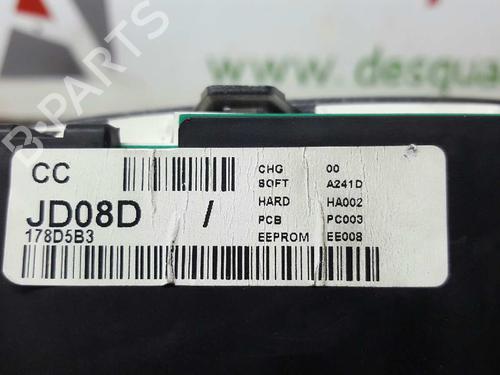 www.desqua
B-PARTS
CC
JD08D /
178D5B3
CHG 00
SOFT A241D
HARD HA002
PCB PC003
EEPROM EE008